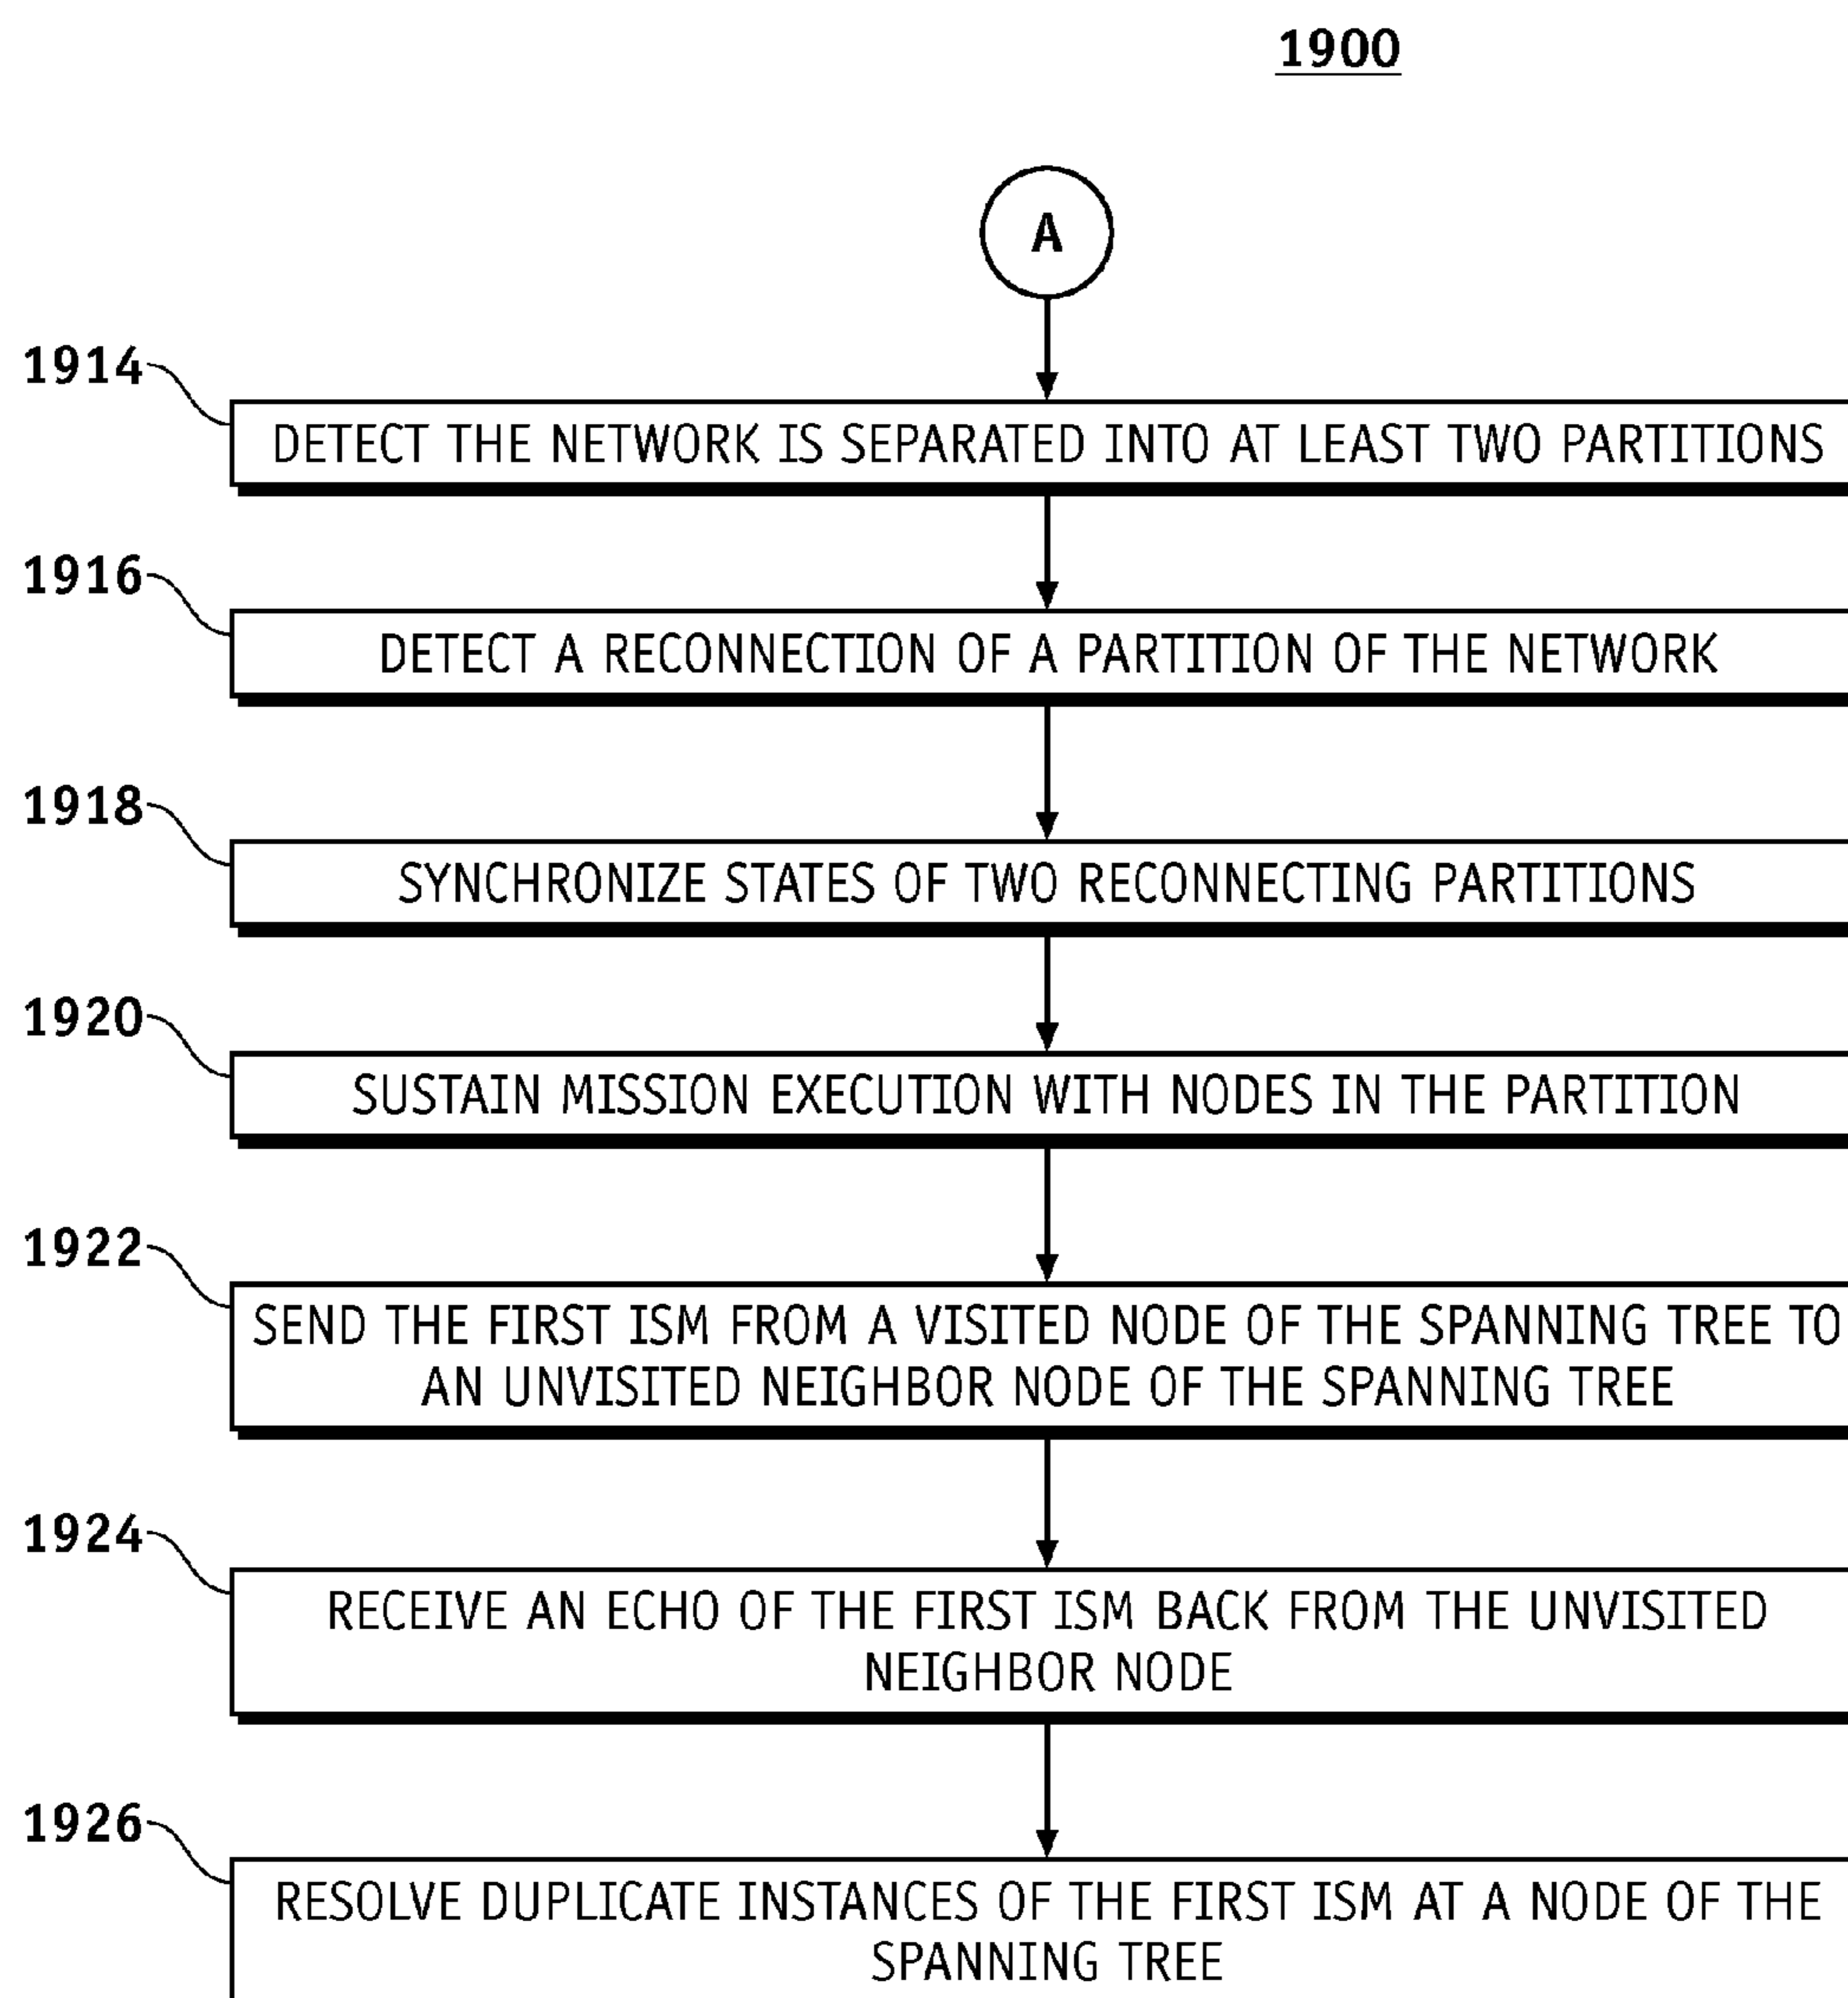 1900
A
1914
DETECT THE NETWORK IS SEPARATED INTO AT LEAST TWO PARTITIONS
1916
DETECT A RECONNECTION OF A PARTITION OF THE NETWORK
1918
SYNCHRONIZE STATES OF TWO RECONNECTING PARTITIONS
1920
SUSTAIN MISSION EXECUTION WITH NODES IN THE PARTITION
1922
SEND THE FIRST ISM FROM A VISITED NODE OF THE SPANNING TREE TO
AN UNVISITED NEIGHBOR NODE OF THE SPANNING TREE
1924
RECEIVE AN ECHO OF THE FIRST ISM BACK FROM THE UNVISITED
NEIGHBOR NODE
1926
RESOLVE DUPLICATE INSTANCES OF THE FIRST ISM AT A NODE OF THE
SPANNING TREE